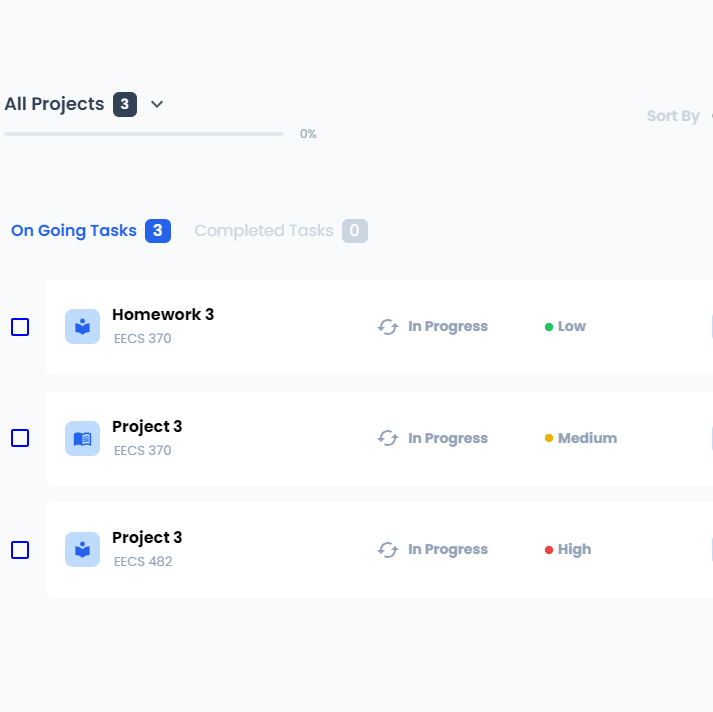 All Projects 3
Sort By
0%
On Going Tasks 3 Completed Tasks 0
Homework 3
EECS 370
In Progress
Low
Project 3
EECS 370
In Progress
Medium
Project 3
EECS 482
In Progress
High